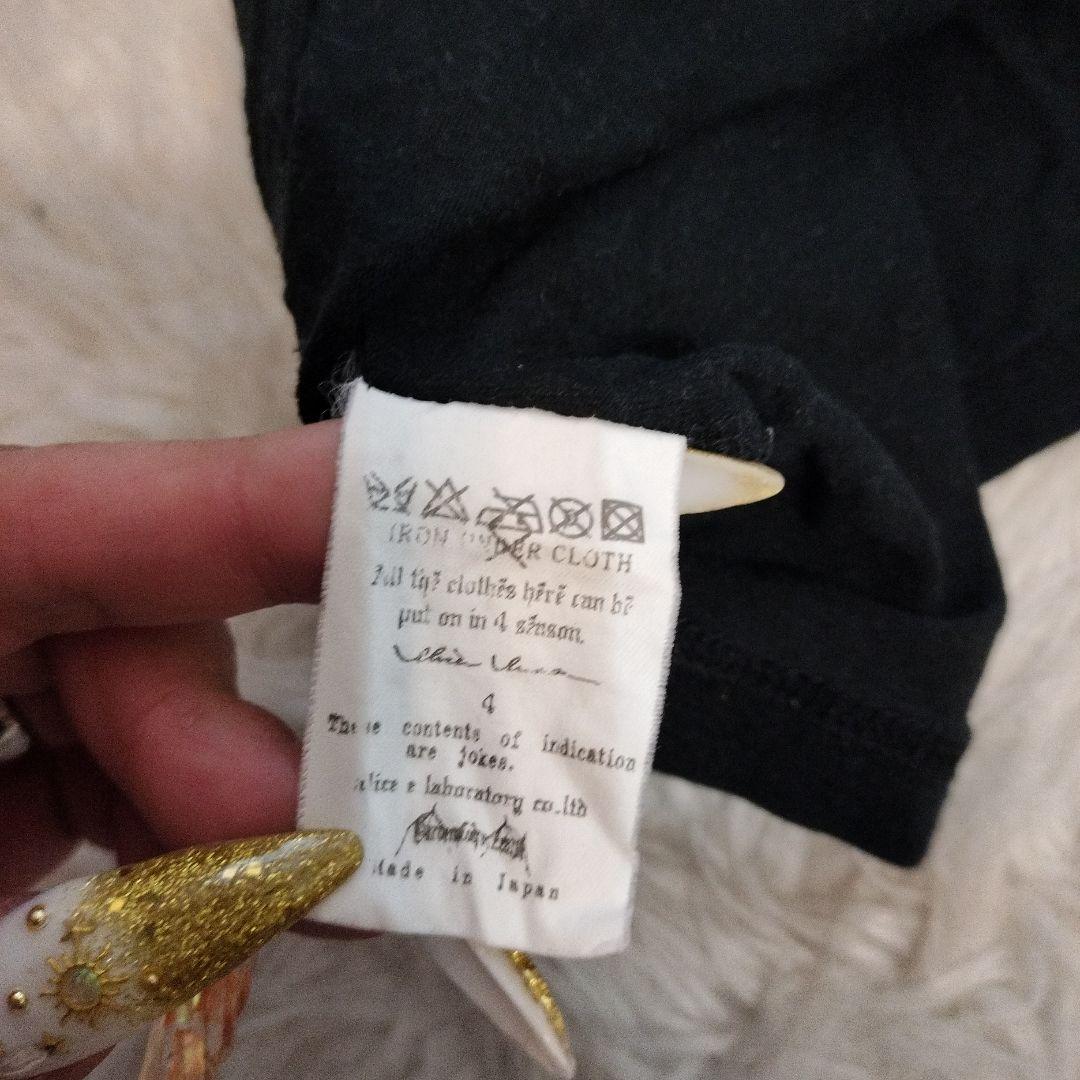 IRON UNDER CLOTH
All the clothes here can be
put on in 4 season.
4
These contents of indication
are jokes.
alice e laboratory co.ltd
Made in Japan